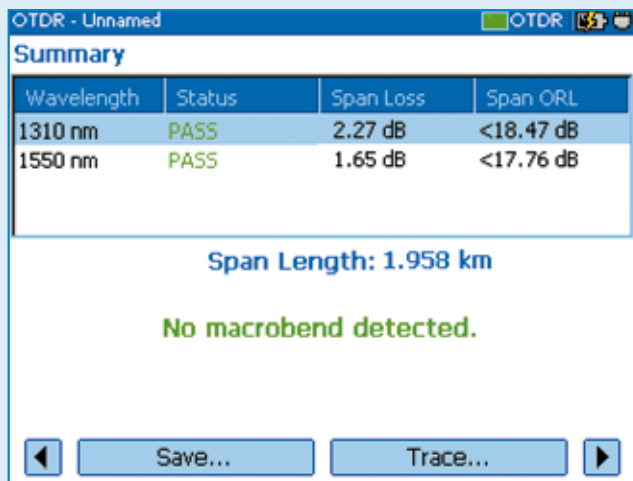 OTDR - Unnamed OTDR
Summary
Wavelength Status Span Loss Span ORL
1310 nm PASS 2.27 dB <18.47 dB
1550 nm PASS 1.65 dB <17.76 dB
Span Length: 1.958 km
No macrobend detected.
Save... Trace...